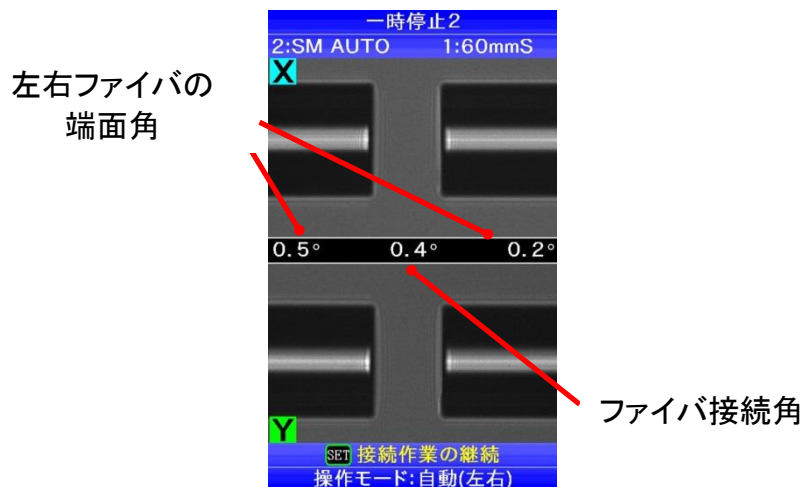 一時停止2
2:SM AUTO 1:60mmS
X
左右ファイバの
端面角
0.5° 0.4° 0.2°
ファイバ接続角
Y
SET 接続作業の継続
操作モード:自動(左右)